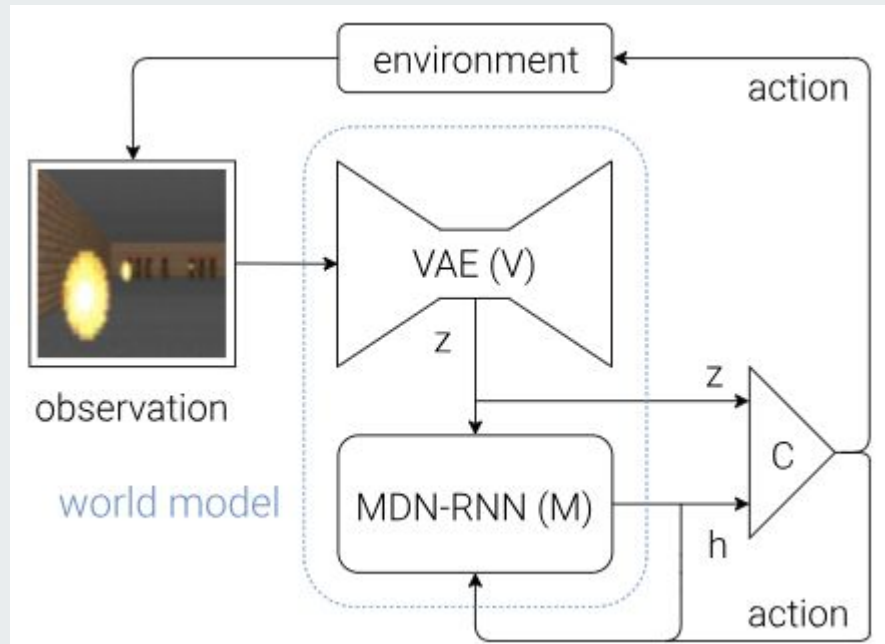 environment
action
VAE (V)
z
z
observation
C
world model
MDN-RNN (M)
h
action